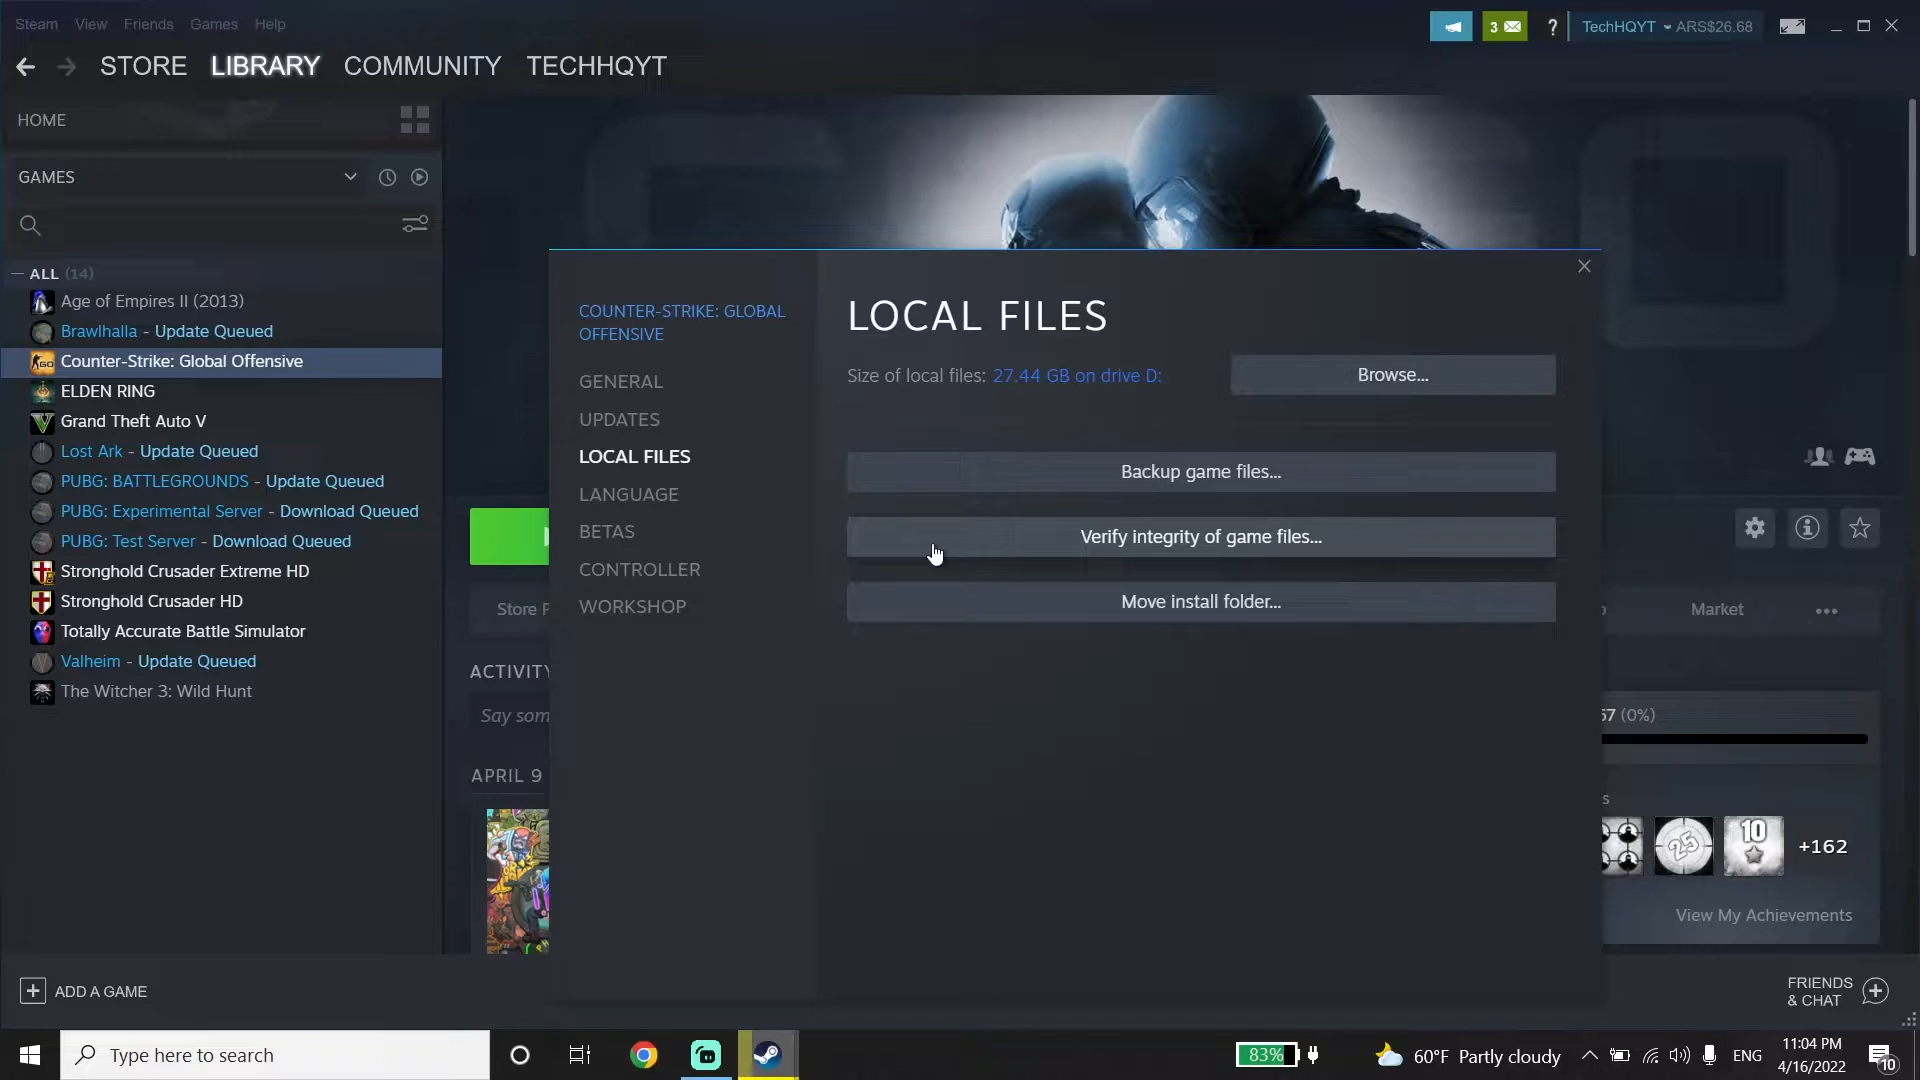 Steam View Friends Games Help
3
?
TechHQYT
ARS$26.68
STORE LIBRARY COMMUNITY TECHHQYT
HOME
GAMES
ALL (14)
Age of Empires II (2013)
Brawlhalla - Update Queued
Counter-Strike: Global Offensive
ELDEN RING
Grand Theft Auto V
Lost Ark - Update Queued
PUBG: BATTLEGROUNDS - Update Queued
PUBG: Experimental Server - Download Queued
PUBG: Test Server - Download Queued
Stronghold Crusader Extreme HD
Stronghold Crusader HD
Totally Accurate Battle Simulator
Valheim - Update Queued
The Witcher 3: Wild Hunt
ADD A GAME
Store P
ACTIVITY
Say som
APRIL 9
COUNTER-STRIKE: GLOBAL
OFFENSIVE
GENERAL
UPDATES
LOCAL FILES
LANGUAGE
BETAS
CONTROLLER
WORKSHOP
LOCAL FILES
Size of local files: 27.44 GB on drive D:
Browse...
Backup game files...
Verify integrity of game files...
Move install folder...
Market
57 (0%)
s
25
10
+162
View My Achievements
FRIENDS
& CHAT
Type here to search
83%
60°F Partly cloudy
ENG
11:04 PM
4/16/2022
10